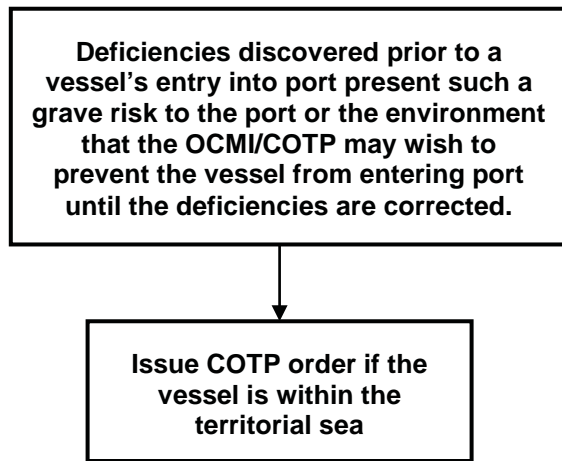 Deficiencies discovered prior to a
vessel’s entry into port present such a
grave risk to the port or the environment
that the OCMI/COTP may wish to
prevent the vessel from entering port
until the deficiencies are corrected.
Issue COTP order if the
vessel is within the
territorial sea